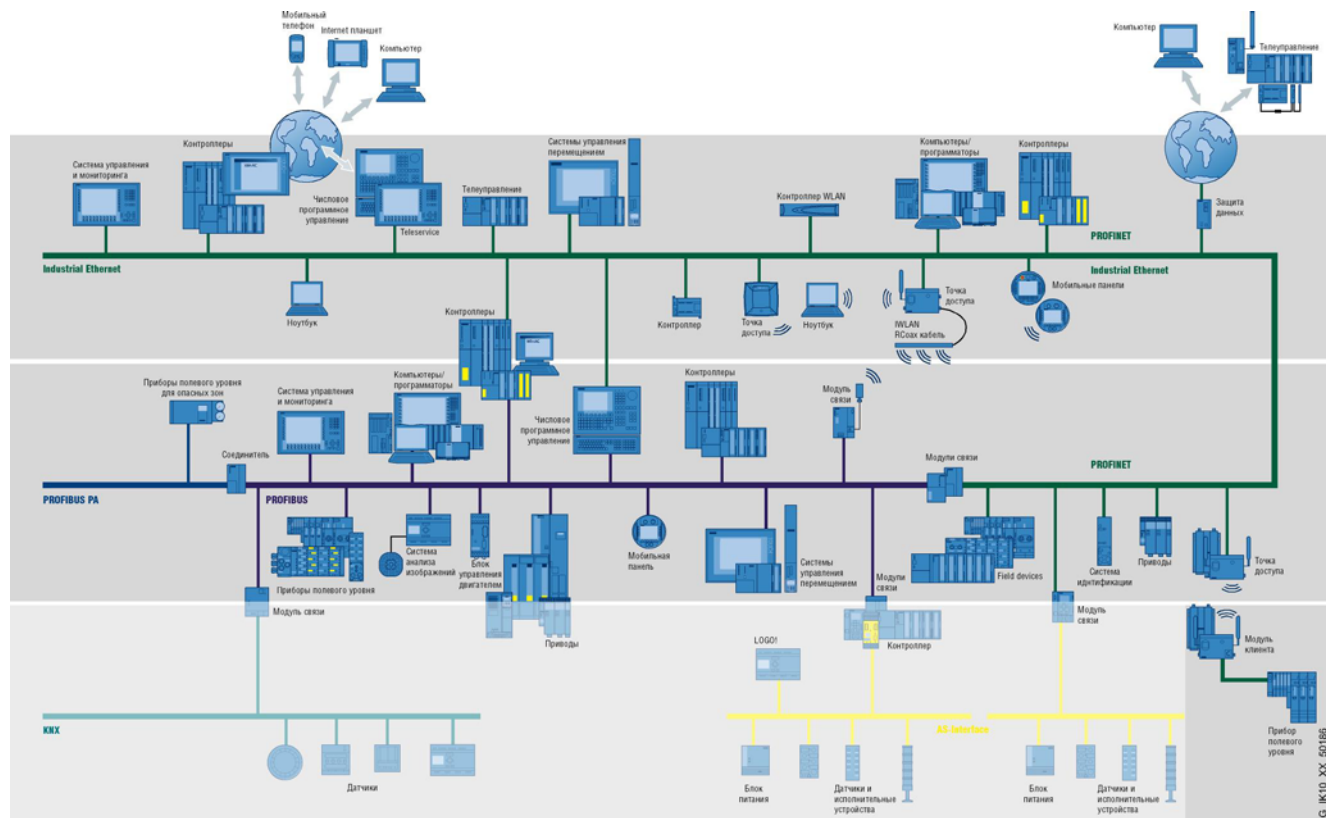 Мобильный
телефон
Internet планшет
Компьютер
Компьютер
Телеуправление
Система управления
и мониторинга
Контроллеры
Числовое
программное
управление
Teleservice
Телеуправление
Системы управления
перемещением
Контроллер WLAN
Компьютеры/
программаторы
Контроллеры
Защита
данных
PROFINET
Industrial Ethernet
Industrial Ethernet
Ноутбук
Контроллеры
Контроллер
Точка
доступа
Ноутбук
Точка
доступа
IWLAN
RCoax кабель
Мобильные панели
Приборы полевого уровня
для опасных зон
Система управления
и мониторинга
Компьютеры/
программаторы
Числовое
программное
управление
Контроллеры
Модуль
связи
Соединитель
Модули связи
PROFINET
PROFIBUS PA
PROFIBUS
Приборы полевого уровня
Система
анализа
изображений
Блок
управления
двигателем
Приводы
Мобильная
панель
Системы
управления
перемещением
Модули
связи
Field devices
Система
иднтификации
Приводы
Точка
доступа
Модуль связи
LOGO!
Контроллер
Модуль
связи
Модуль
клиента
KNX
AS-Interface
Датчики
Блок
питания
Датчики и
исполнительные
устройства
Блок
питания
Датчики и
исполнительные
устройства
Прибор
полевого
уровня
G_IK10_XX_50186